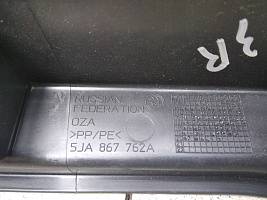 3R
RUSSIAN
FEDERATION
OZA
>PP/PE<
5JA 867 762A